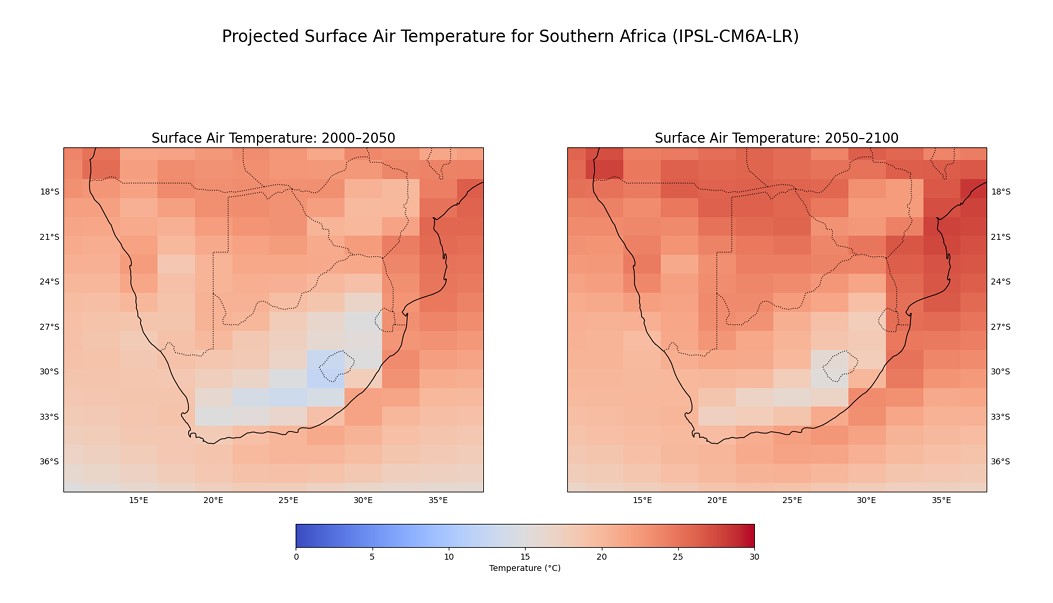 Projected Surface Air Temperature for Southern Africa (IPSL-CM6A-LR)
Surface Air Temperature: 2000–2050
Surface Air Temperature: 2050–2100
18°S
21°S
24°S
27°S
30°S
33°S
36°S
15°E
20°E
25°E
30°E
35°E
18°S
21°S
24°S
27°S
30°S
33°S
36°S
15°E
20°E
25°E
30°E
35°E
0
5
10
15
20
25
30
Temperature (°C)